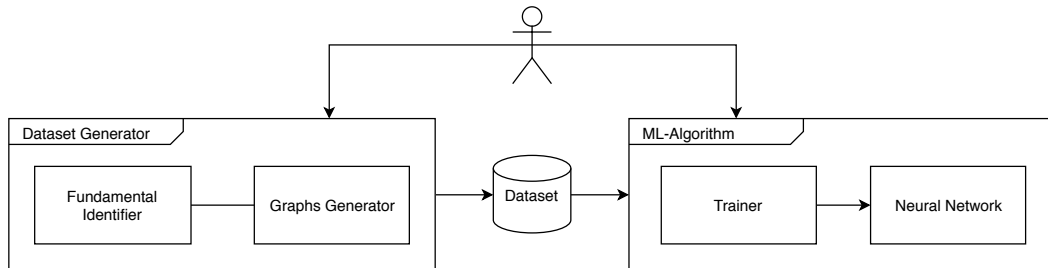 Dataset Generator
Fundamental
Identifier
Graphs Generator
Dataset
ML-Algorithm
Trainer
Neural Network